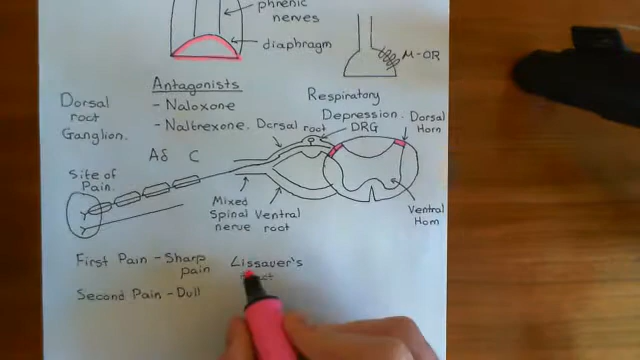 phrenic
nerves
diaphragm
μ-OR
Antagonists
- Naloxone
- Naltrexone.
Respiratory
Depression.
Dorsal
root
Ganglion.
Dorsal root
DRG
Dorsal
Horn
Aδ C
Site of
Pain.
Mixed
Spinal
nerve
Ventral
root
Ventral
Horn
First Pain - Sharp
pain
Second Pain - Dull
Lissauer's